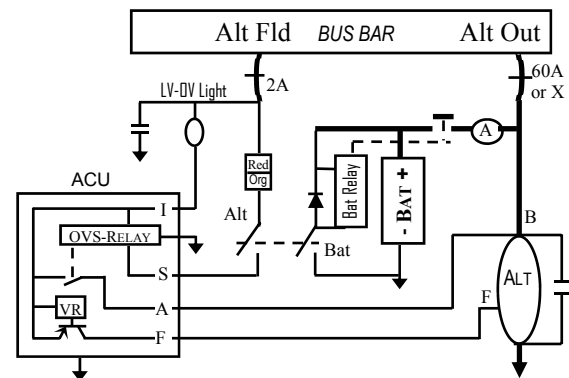 Alt Fld BUS BAR Alt Out
2A
60A
or X
LV-OV Light
A
ACU
Red
Org
Bat Relay
- BAT +
I
Alt
B
OVS-RELAY
Bat
S
ALT
F
A
VR
F